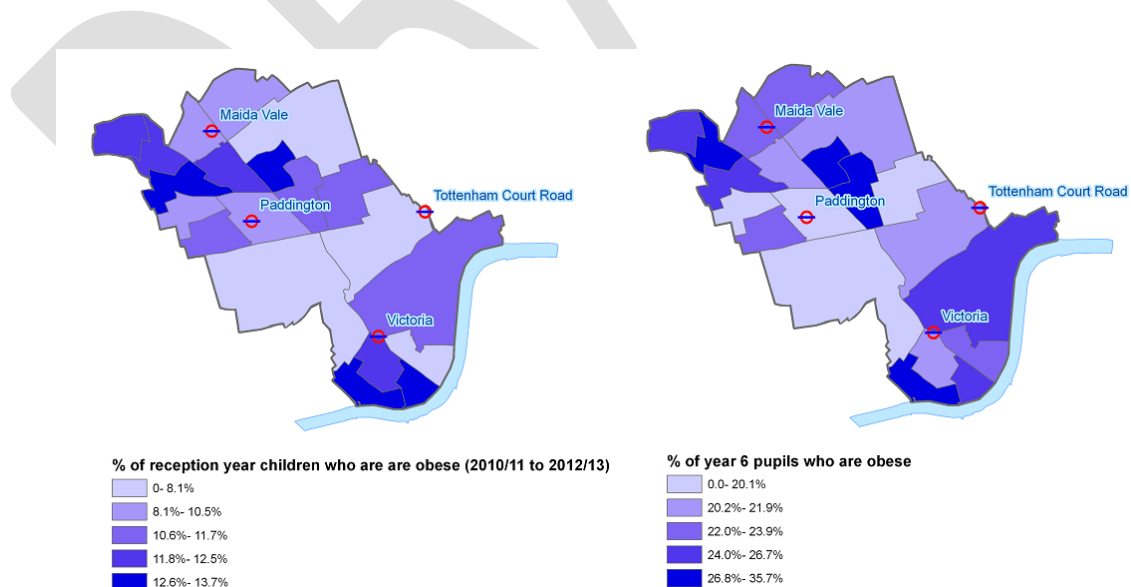 Maida Vale
Paddington
Tottenham Court Road
Victoria
% of reception year children who are are obese (2010/11 to 2012/13)
0- 8.1%
8.1%- 10.5%
10.6%- 11.7%
11.8%- 12.5%
12.6%- 13.7%
Maida Vale
Paddington
Tottenham Court Road
Victoria
% of year 6 pupils who are obese
0.0- 20.1%
20.2%- 21.9%
22.0%- 23.9%
24.0%- 26.7%
26.8%- 35.7%